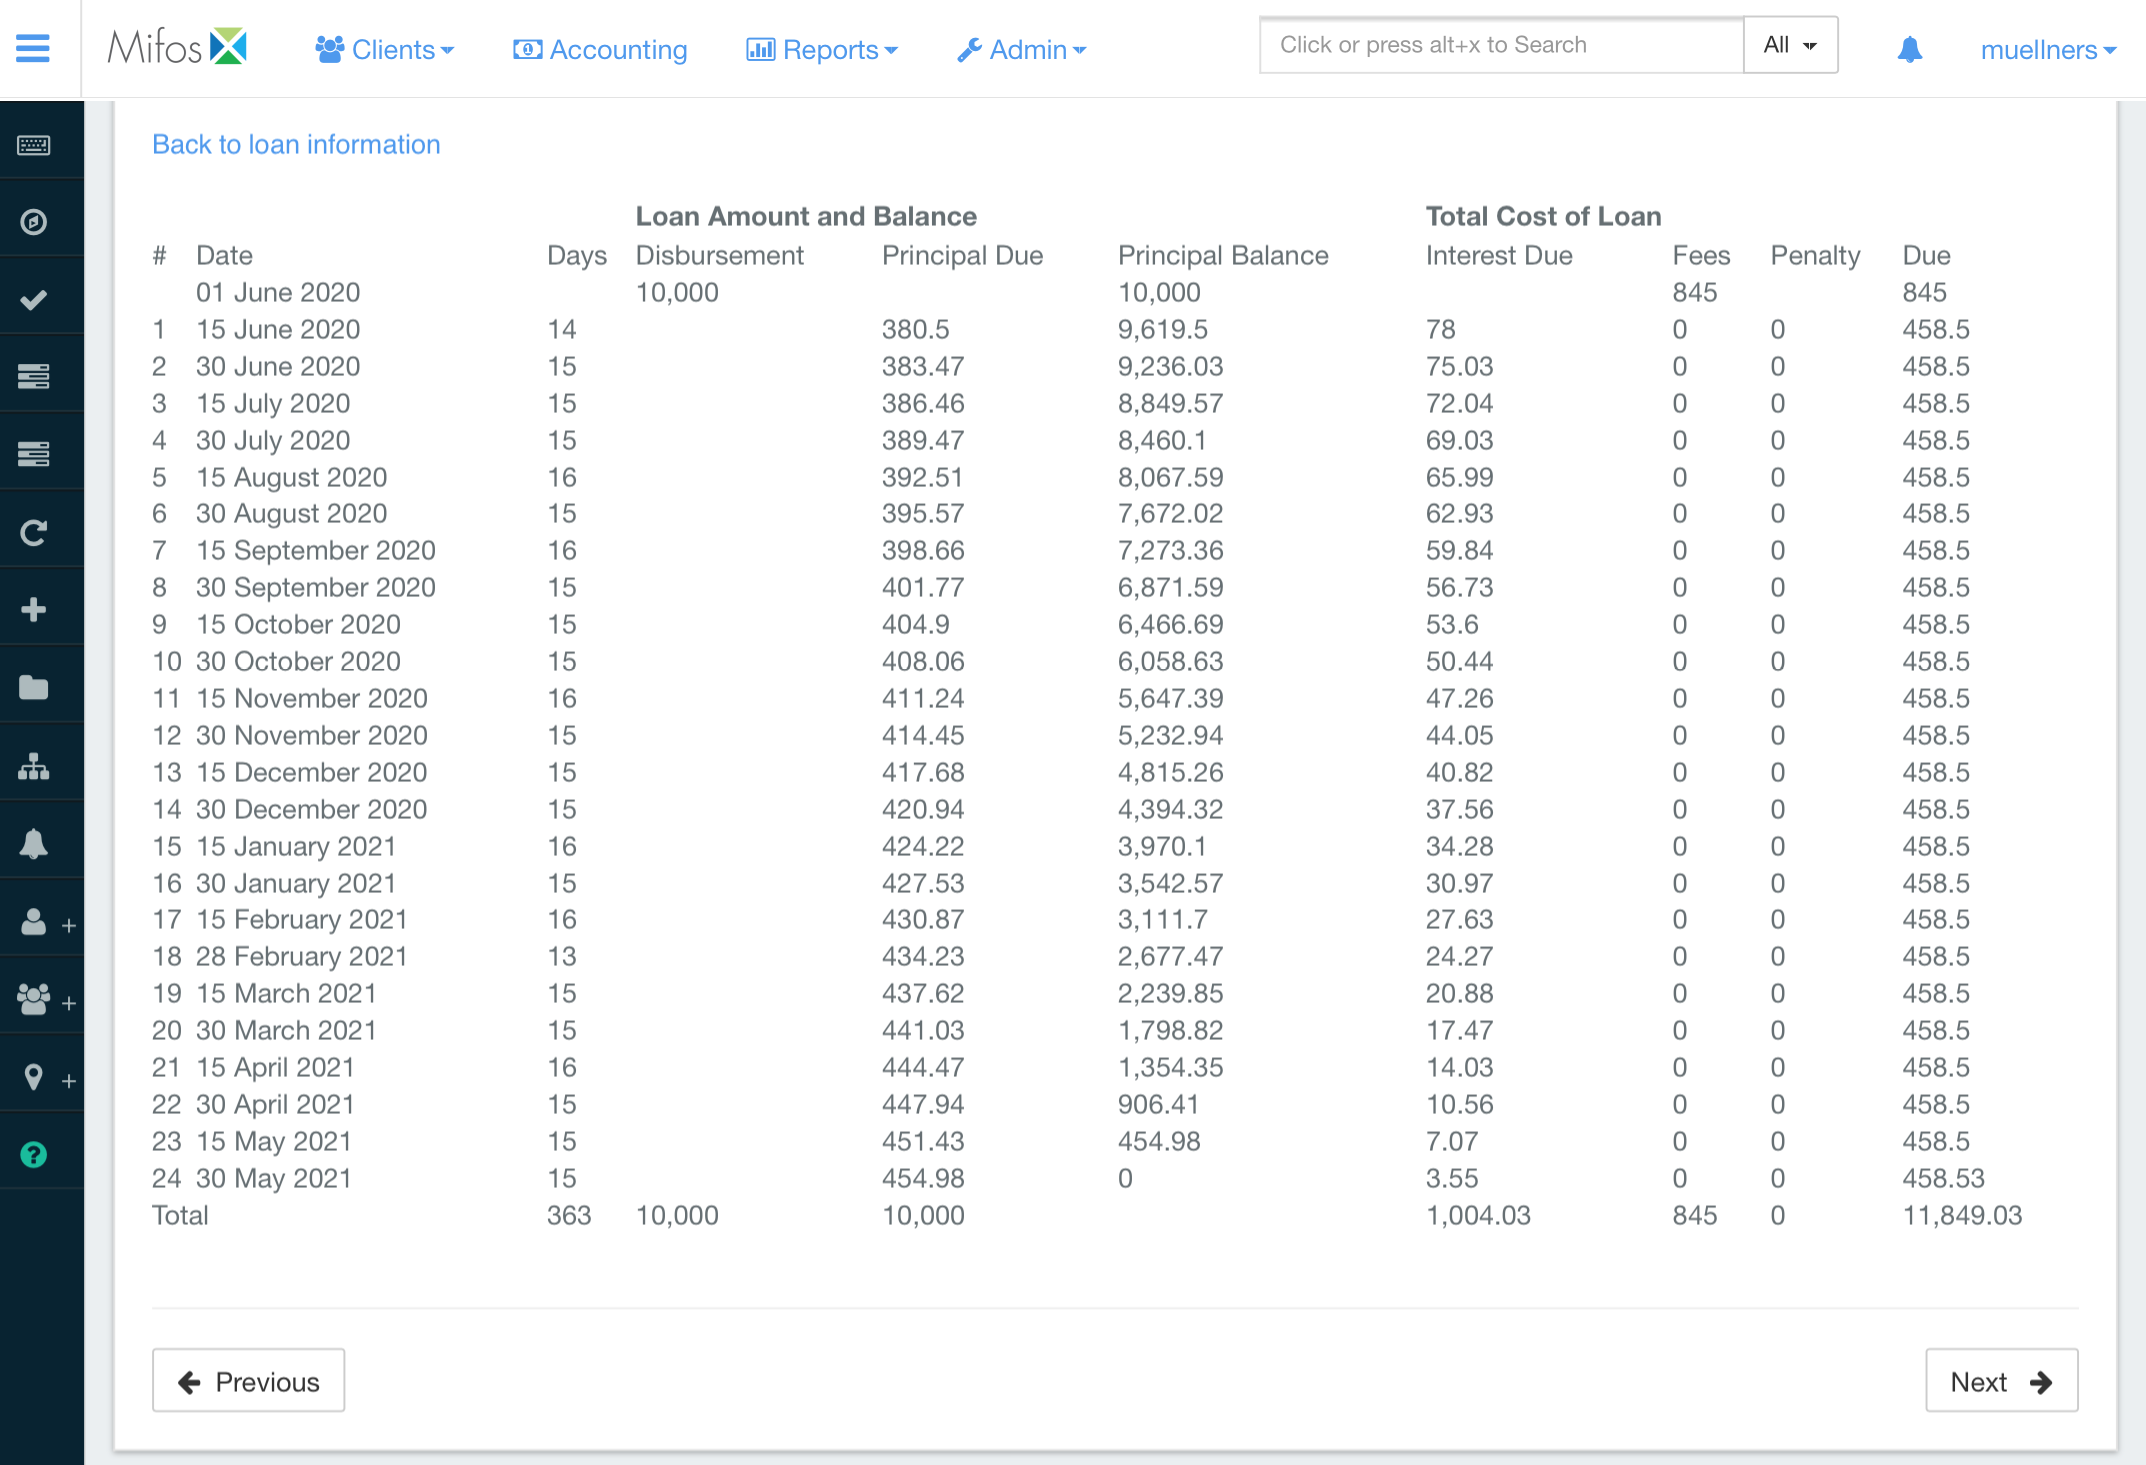 Mifos Clients Accounting Reports Admin Click or press alt+x to Search All muellners
Back to loan information
Loan Amount and Balance Total Cost of Loan
# Date Days Disbursement Principal Due Principal Balance Interest Due Fees Penalty Due
01 June 2020 10,000 10,000 845 845
1 15 June 2020 14 380.5 9,619.5 78 0 0 458.5
2 30 June 2020 15 383.47 9,236.03 75.03 0 0 458.5
3 15 July 2020 15 386.46 8,849.57 72.04 0 0 458.5
4 30 July 2020 15 389.47 8,460.1 69.03 0 0 458.5
5 15 August 2020 16 392.51 8,067.59 65.99 0 0 458.5
6 30 August 2020 15 395.57 7,672.02 62.93 0 0 458.5
7 15 September 2020 16 398.66 7,273.36 59.84 0 0 458.5
8 30 September 2020 15 401.77 6,871.59 56.73 0 0 458.5
9 15 October 2020 15 404.9 6,466.69 53.6 0 0 458.5
10 30 October 2020 15 408.06 6,058.63 50.44 0 0 458.5
11 15 November 2020 16 411.24 5,647.39 47.26 0 0 458.5
12 30 November 2020 15 414.45 5,232.94 44.05 0 0 458.5
13 15 December 2020 15 417.68 4,815.26 40.82 0 0 458.5
14 30 December 2020 15 420.94 4,394.32 37.56 0 0 458.5
15 15 January 2021 16 424.22 3,970.1 34.28 0 0 458.5
16 30 January 2021 15 427.53 3,542.57 30.97 0 0 458.5
17 15 February 2021 16 430.87 3,111.7 27.63 0 0 458.5
18 28 February 2021 13 434.23 2,677.47 24.27 0 0 458.5
19 15 March 2021 15 437.62 2,239.85 20.88 0 0 458.5
20 30 March 2021 15 441.03 1,798.82 17.47 0 0 458.5
21 15 April 2021 16 444.47 1,354.35 14.03 0 0 458.5
22 30 April 2021 15 447.94 906.41 10.56 0 0 458.5
23 15 May 2021 15 451.43 454.98 7.07 0 0 458.5
24 30 May 2021 15 454.98 0 3.55 0 0 458.53
Total 363 10,000 10,000 1,004.03 845 0 11,849.03
Previous Next